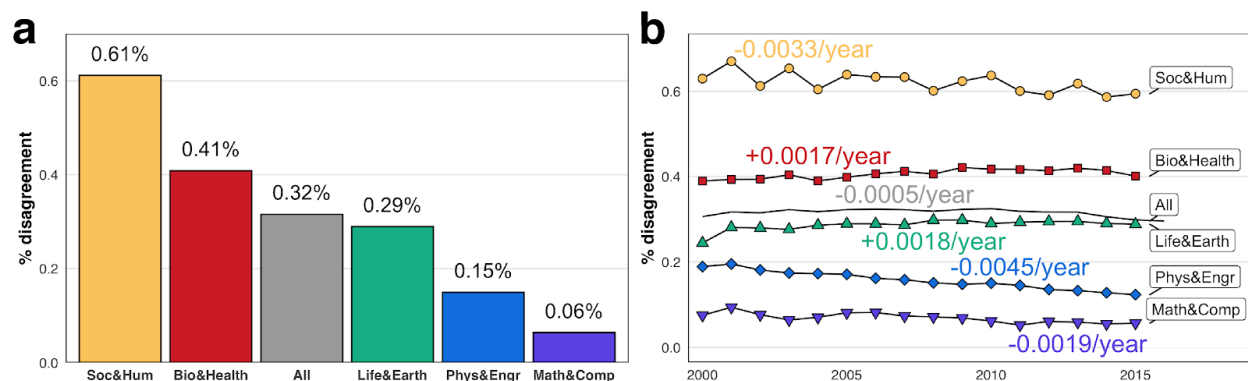 a
0.61%
0.41%
0.32%
0.29%
0.15%
0.06%
% disagreement
0.6
0.4
0.2
0.0
Soc&Hum
Bio&Health
All
Life&Earth
Phys&Engr
Math&Comp
b
-0.0033/year
+0.0017/year
-0.0005/year
+0.0018/year
-0.0045/year
-0.0019/year
% disagreement
0.6
0.4
0.2
0.0
Soc&Hum
Bio&Health
All
Life&Earth
Phys&Engr
Math&Comp
2000
2005
2010
2015